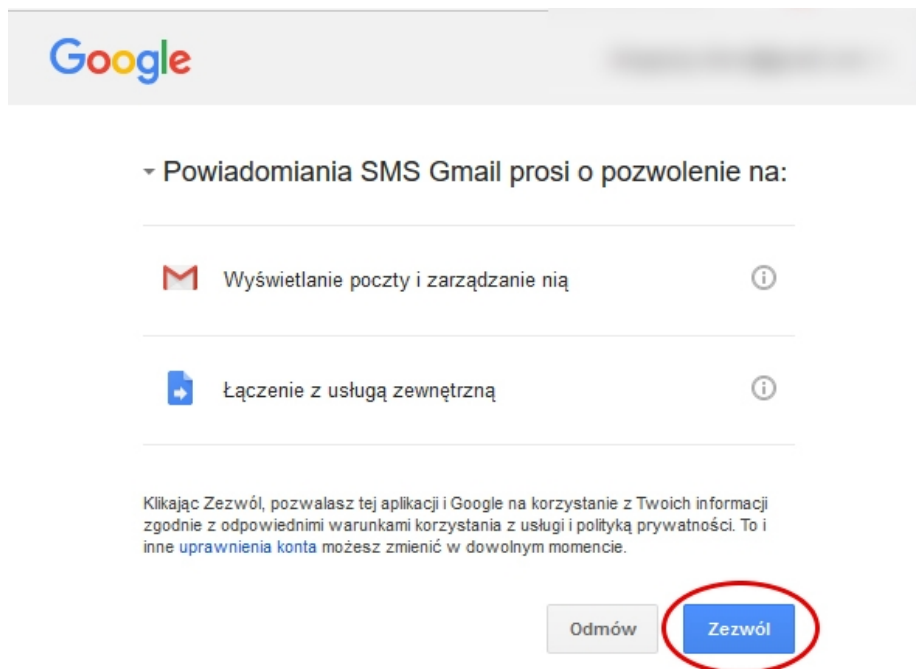 Google
Powiadomiania SMS Gmail prosi o pozwolenie na:
Wyświetlanie poczty i zarządzanie nią
Łączenie z usługą zewnętrzną
Klikając Zezwól, pozwalasz tej aplikacji i Google na korzystanie z Twoich informacji
zgodnie z odpowiednimi warunkami korzystania z usługi i polityką prywatności. To i
inne uprawnienia konta możesz zmienić w dowolnym momencie.
Odmów Zezwól